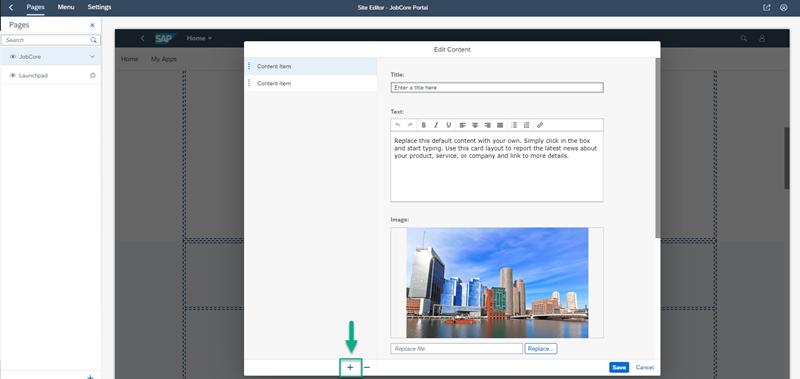 Pages
Menu
Settings
Site Editor - JobCore Portal
Pages
Search
JobCore
Launchpad
SAP
Home
Home
My Apps
Edit Content
Content Item
Content Item
Title:
Enter a title here
Text:
B I U
Replace this default content with your own. Simply click in the box
and start typing. Use this card layout to report the latest news about
your product, service, or company and link to more details.
Image:
Replace file
Replace...
Save
Cancel